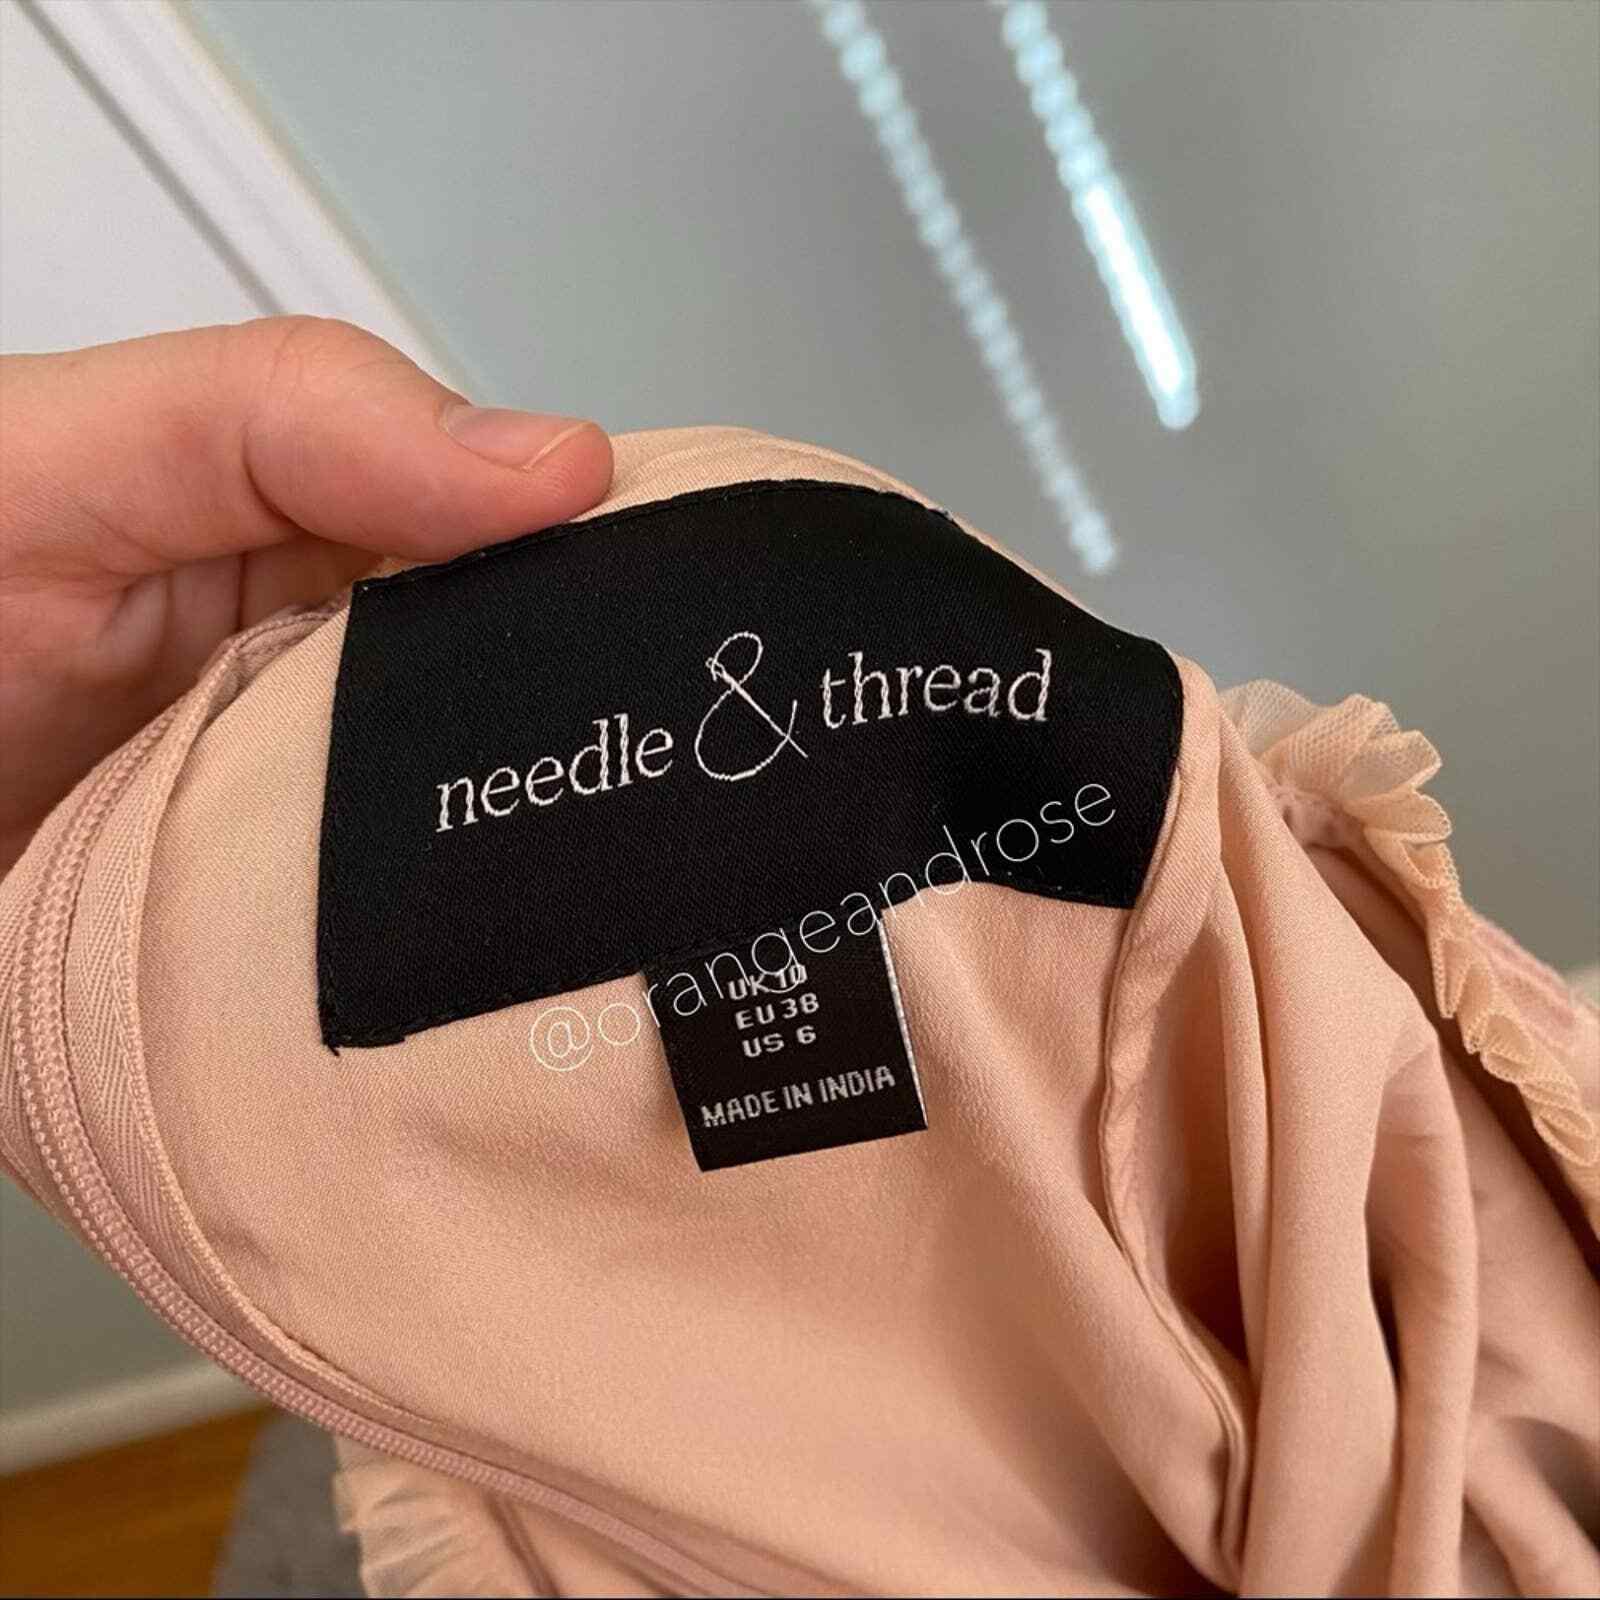 needle & thread
@orangeandrose
UK 10
EU 38
US 6
MADE IN INDIA